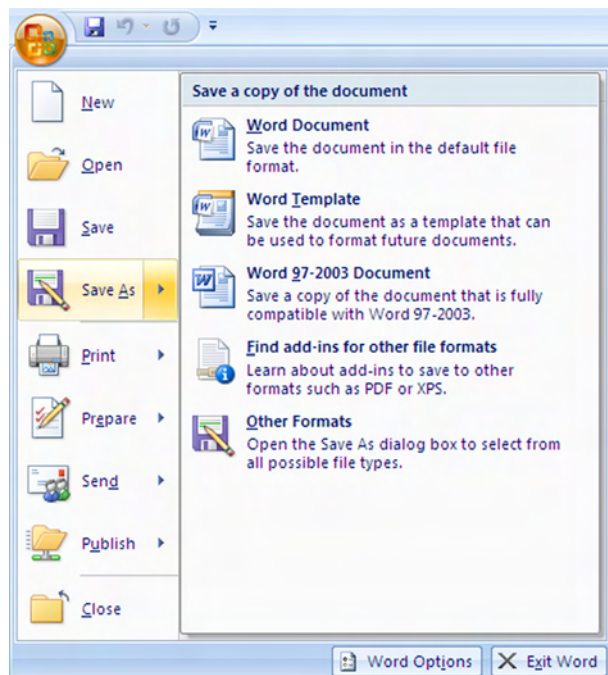 New
Open
Save
Save As
Print
Prepare
Send
Publish
Close
Save a copy of the document
Word Document
Save the document in the default file
format.
Word Template
Save the document as a template that can
be used to format future documents.
Word 97-2003 Document
Save a copy of the document that is fully
compatible with Word 97-2003.
Find add-ins for other file formats
Learn about add-ins to save to other
formats such as PDF or XPS.
Other Formats
Open the Save As dialog box to select from
all possible file types.
Word Options
Exit Word